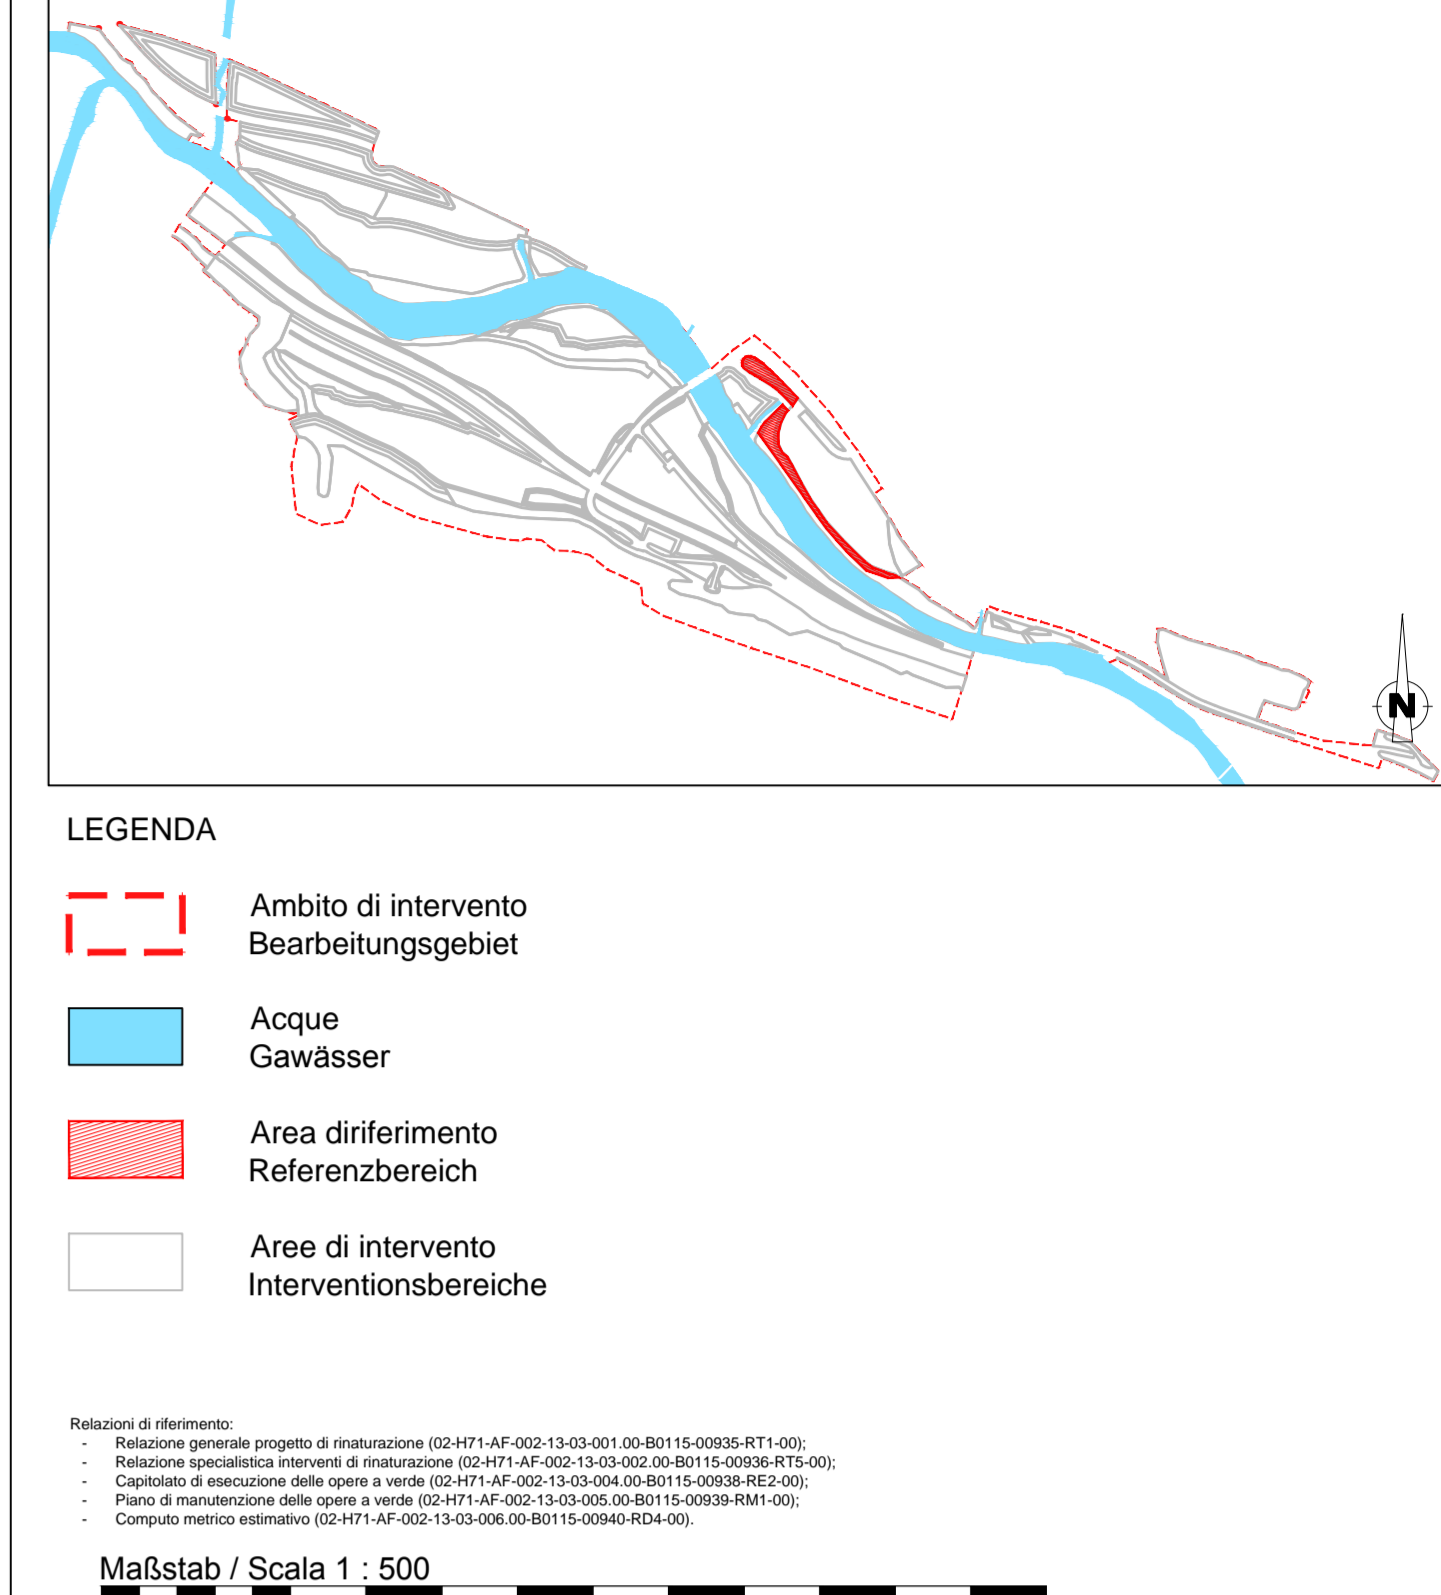 N
LEGENDA
Ambito di intervento
Bearbeitungsgebiet
Acque
Gawässer
Area diriferimento
Referenzbereich
Aree di intervento
Interventionsbereiche
Relazioni di riferimento:
- Relazione generale progetto di rinaturazione (02-H71-AF-002-13-03-001.00-B0115-00935-RT1-00);
- Relazione specialistica interventi di rinaturazione (02-H71-AF-002-13-03-002.00-B0115-00936-RT5-00);
- Capitolato di esecuzione delle opere a verde (02-H71-AF-002-13-03-004.00-B0115-00938-RE2-00);
- Piano di manutenzione delle opere a verde (02-H71-AF-002-13-03-005.00-B0115-00939-RM1-00);
- Computo metrico estimativo (02-H71-AF-002-13-03-006.00-B0115-00940-RD4-00).
Maßstab / Scala 1 : 500